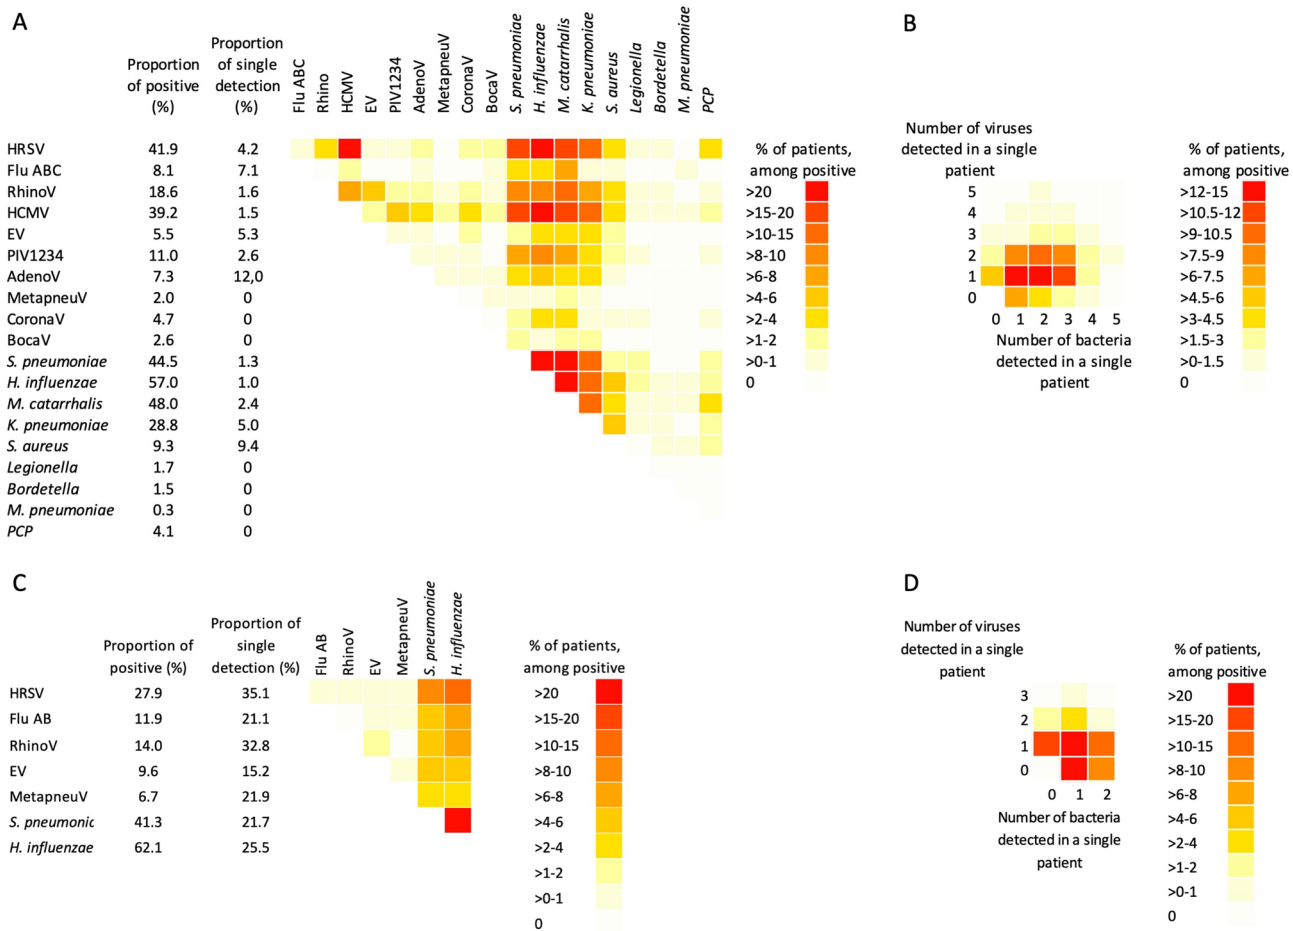 A
Proportion of positive (%)
Proportion of single detection (%)
Flu ABC
Rhino
HCMV
EV
PIV1234
AdenoV
MetapneuV
CoronaV
BocaV
S. pneumoniae
H. influenzae
M. catarrhalis
K. pneumoniae
S. aureus
Legionella
Bordetella
M. pneumoniae
PCP
HRSV 41.9 4.2
Flu ABC 8.1 7.1
RhinoV 18.6 1.6
HCMV 39.2 1.5
EV 5.5 5.3
PIV1234 11.0 2.6
AdenoV 7.3 12,0
MetapneuV 2.0 0
CoronaV 4.7 0
BocaV 2.6 0
S. pneumoniae 44.5 1.3
H. influenzae 57.0 1.0
M. catarrhalis 48.0 2.4
K. pneumoniae 28.8 5.0
S. aureus 9.3 9.4
Legionella 1.7 0
Bordetella 1.5 0
M. pneumoniae 0.3 0
PCP 4.1 0
% of patients,
among positive
>20
>15-20
>10-15
>8-10
>6-8
>4-6
>2-4
>1-2
>0-1
0
B
Number of viruses
detected in a single
patient
5
4
3
2
1
0
0 1 2 3 4 5
Number of bacteria
detected in a single
patient
% of patients,
among positive
>12-15
>10.5-12
>9-10.5
>7.5-9
>6-7.5
>4.5-6
>3-4.5
>1.5-3
>0-1.5
0
C
Proportion of
positive (%)
Proportion of
single
detection (%)
Flu AB
RhinoV
EV
MetapneuV
S. pneumoniae
H. influenzae
HRSV 27.9 35.1
Flu AB 11.9 21.1
RhinoV 14.0 32.8
EV 9.6 15.2
MetapneuV 6.7 21.9
S. pneumonic 41.3 21.7
H. influenzae 62.1 25.5
% of patients,
among positive
>20
>15-20
>10-15
>8-10
>6-8
>4-6
>2-4
>1-2
>0-1
0
D
Number of viruses
detected in a single
patient
3
2
1
0
0 1 2
Number of bacteria
detected in a single
patient
% of patients,
among positive
>20
>15-20
>10-15
>8-10
>6-8
>4-6
>2-4
>1-2
>0-1
0